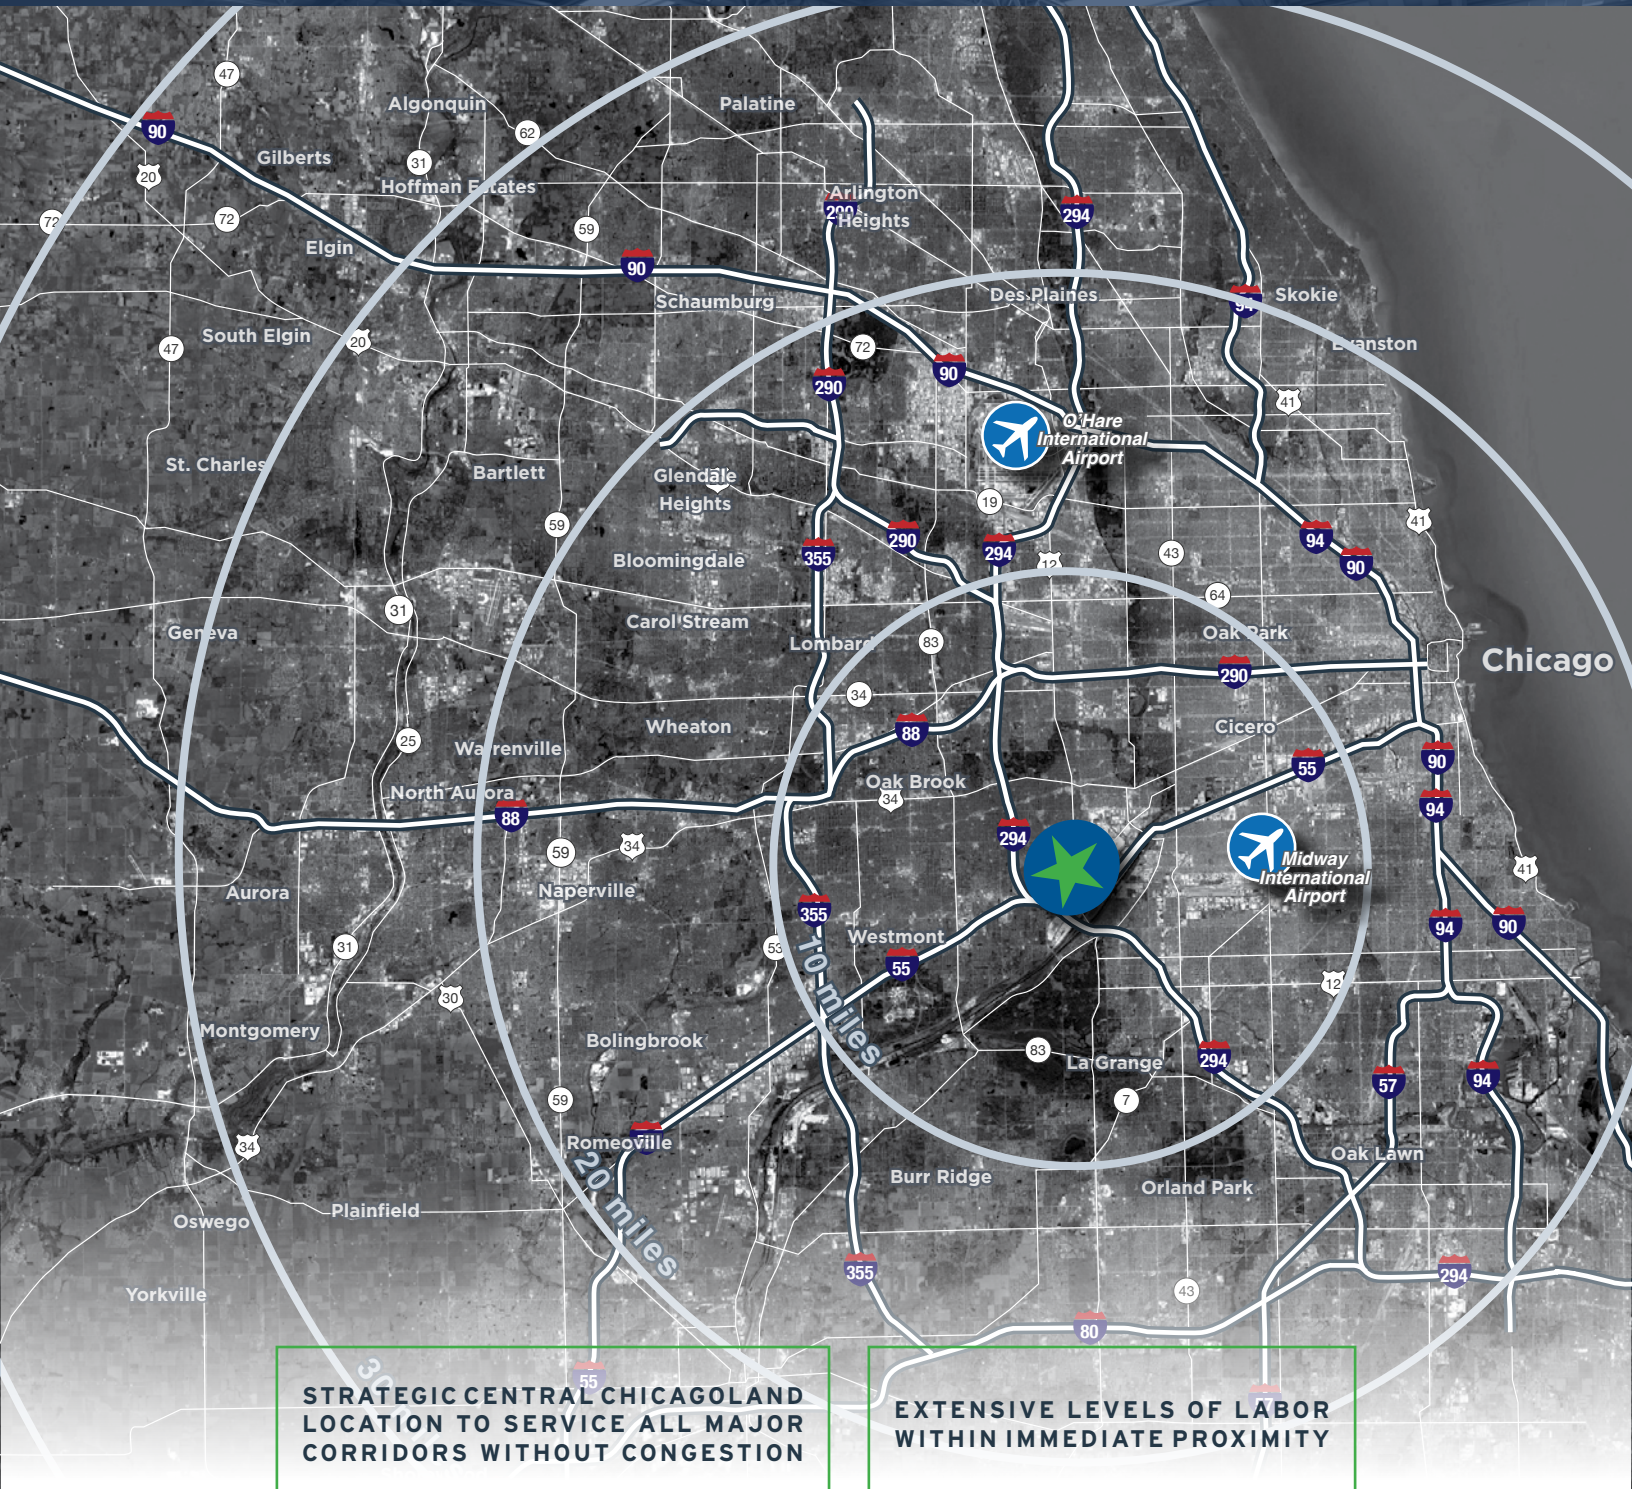 47
Algonquin
Palatine
90
62
Gilberts
31
20
Hoffman Estates
Arlington
Heights
290
294
72
72
59
Elgin
90
Schaumburg
Des Plaines
94
Skokie
South Elgin
20
47
72
Evanston
90
290
41
O'Hare
International
Airport
St. Charles
Bartlett
Glendale
Heights
19
59
41
290
94
355
294
43
12
90
Bloomingdale
64
31
Carol Stream
Geneva
Lombard
83
Oak Park
Chicago
290
34
Wheaton
88
Cicero
25
Warrenville
55
90
Oak Brook
34
North Aurora
88
94
294
59
34
Midway
International
Airport
41
Aurora
Naperville
355
94
90
Westmont
31
53
10 miles
55
12
30
Montgomery
Bolingbrook
83
La Grange
294
57
94
59
7
Romeoville
34
Oak Lawn
20 miles
Burr Ridge
Orland Park
Plainfield
Oswego
355
294
Yorkville
43
80
55
STRATEGIC CENTRAL CHICAGOLAND
LOCATION TO SERVICE ALL MAJOR
CORRIDORS WITHOUT CONGESTION
EXTENSIVE LEVELS OF LABOR
WITHIN IMMEDIATE PROXIMITY